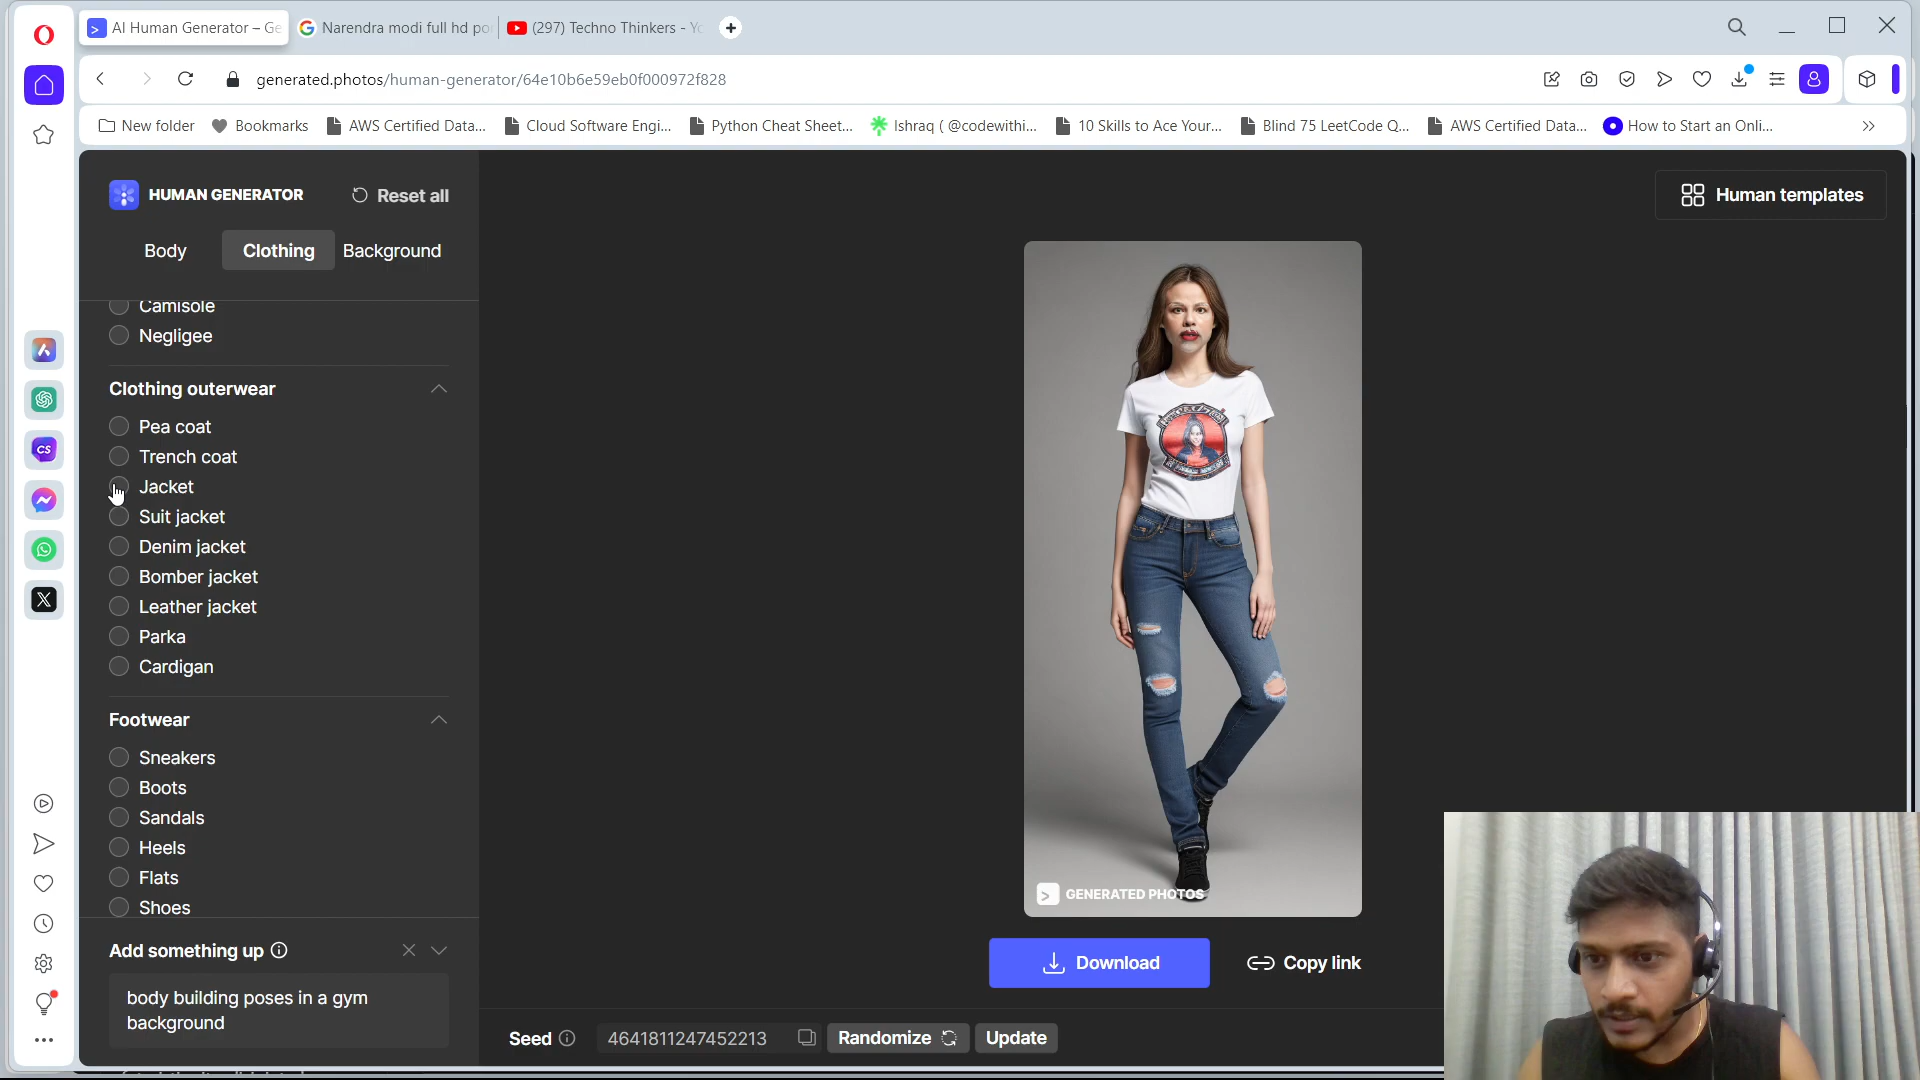 AI Human Generator – Ge
Narendra modi full hd po
(297) Techno Thinkers - Yo
generated.photos/human-generator/64e10b6e59eb0f000972f828
New folder
Bookmarks
AWS Certified Data...
Cloud Software Engi...
Python Cheat Sheet...
Ishraq ( @codewithi...
10 Skills to Ace Your...
Blind 75 LeetCode Q...
AWS Certified Data...
How to Start an Onli...
HUMAN GENERATOR
Reset all
Human templates
Body
Clothing
Background
Camisole
Negligee
Clothing outerwear
Pea coat
Trench coat
Jacket
Suit jacket
Denim jacket
Bomber jacket
Leather jacket
Parka
Cardigan
Footwear
Sneakers
Boots
Sandals
Heels
Flats
Shoes
Add something up
body building poses in a gym
background
GENERATED PHOTOS
Download
Copy link
Seed
4641811247452213
Randomize
Update
CS